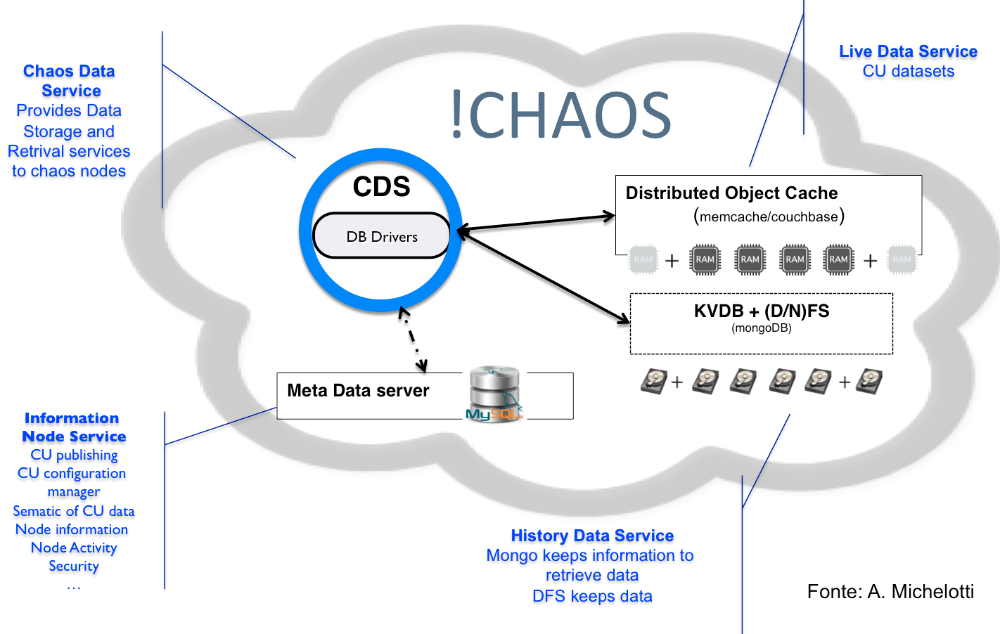 Chaos Data
Service
Provides Data
Storage and
Retrival services
to chaos nodes
Live Data Service
CU datasets
!CHAOS
CDS
DB Drivers
Distributed Object Cache
(memcache/couchbase)
RAM + RAM RAM RAM RAM + RAM
KVDB + (D/N)FS
(mongoDB)
+ +
Meta Data server
MySQL
Information
Node Service
CU publishing
CU configuration
manager
Sematic of CU data
Node information
Node Activity
Security
...
History Data Service
Mongo keeps information to
retrieve data
DFS keeps data
Fonte: A. Michelotti